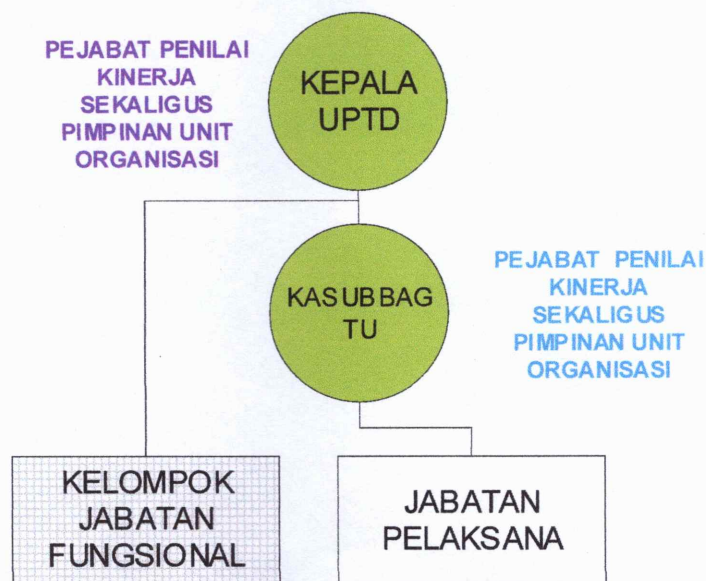 PEJABAT PENILAI
KINERJA
SEKALIGUS
PIMPINAN UNIT
ORGANISASI
KEPALA
UPTD
KASUBBAG
TU
PEJABAT PENILAI
KINERJA
SEKALIGUS
PIMPINAN UNIT
ORGANISASI
KELOMPOK
JABATAN
FUNGSIONAL
JABATAN
PELAKSANA